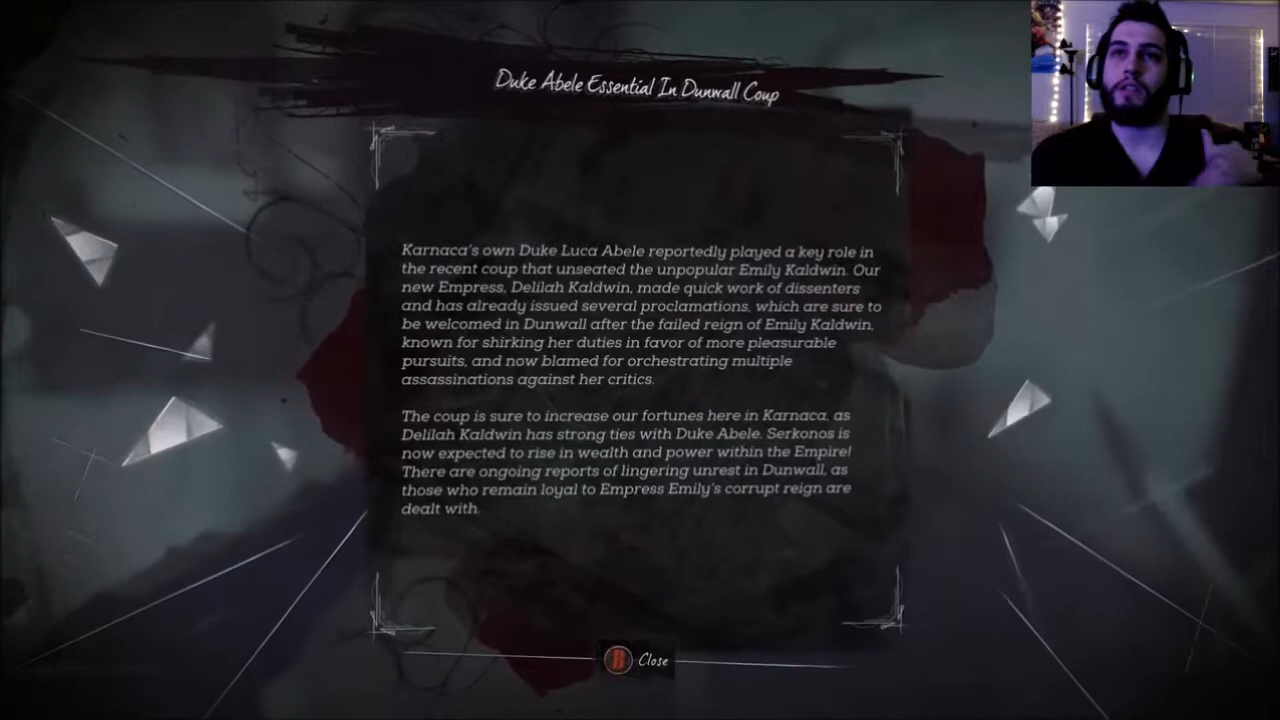 Duke Abele Essential In Dunwall Coup
Karnaca's own Duke Luca Abele reportedly played a key role in
the recent coup that unseated the unpopular Emily Kaldwin. Our
new Empress, Delilah Kaldwin, made quick work of dissenters
and has already issued several proclamations, which are sure to
be welcomed in Dunwall after the failed reign of Emily Kaldwin,
known for shirking her duties in favor of more pleasurable
pursuits, and now blamed for orchestrating multiple
assassinations against her critics.
The coup is sure to increase our fortunes here in Karnaca, as
Delilah Kaldwin has strong ties with Duke Abele. Serkonos is
now expected to rise in wealth and power within the Empire!
There are ongoing reports of lingering unrest in Dunwall, as
those who remain loyal to Empress Emily's corrupt reign are
dealt with.
B Close